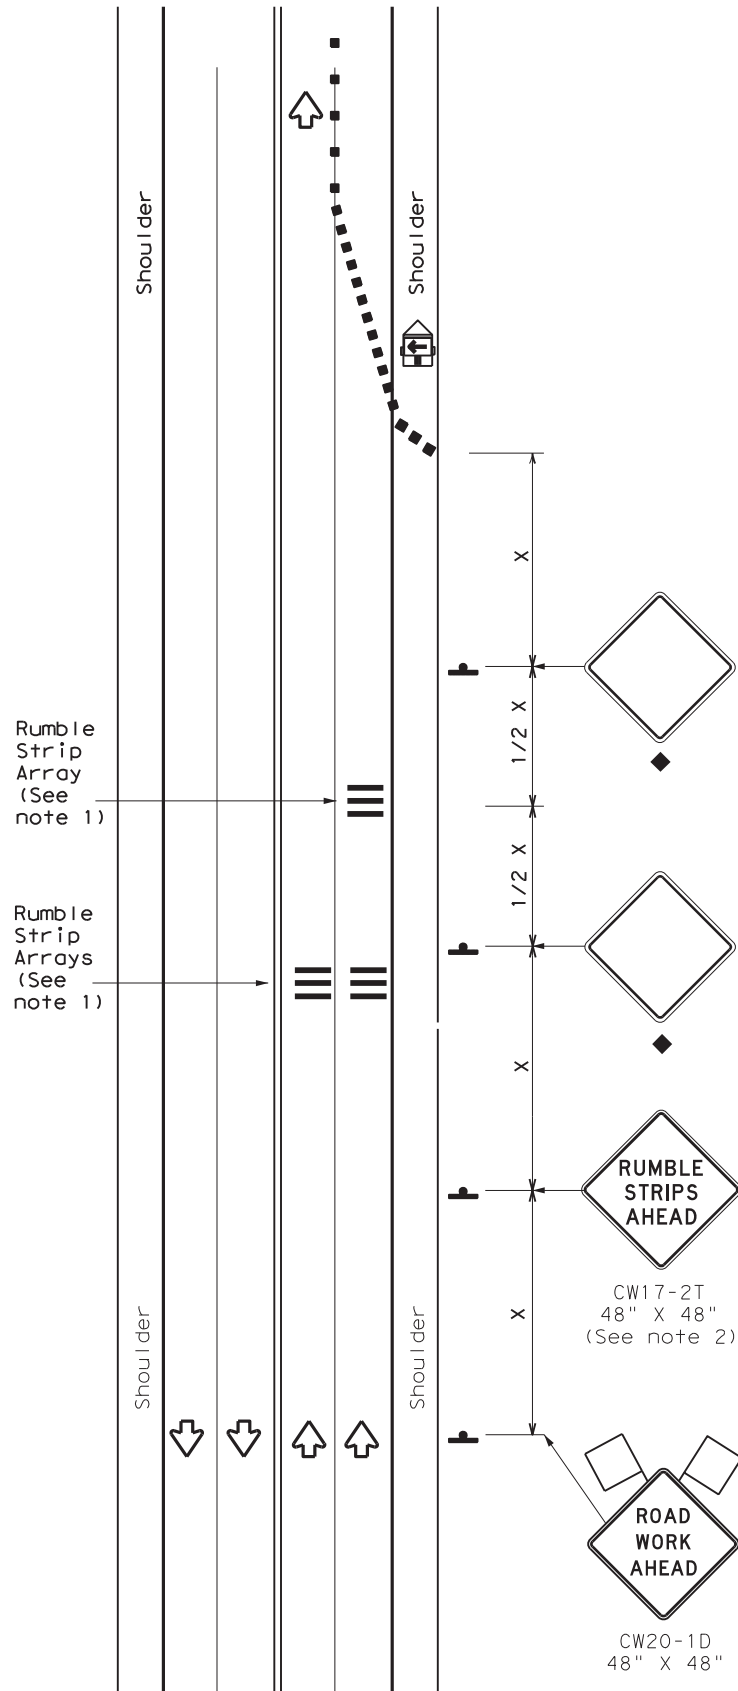 Shoulder
Shoulder
X
1/2 X
Rumble
Strip
Array
(See
note 1)
1/2 X
Rumble
Strip
Arrays
(See
note 1)
X
RUMBLE
STRIPS
AHEAD
CW17-2T
48" X 48"
(See note 2)
X
Shoulder
Shoulder
ROAD
WORK
AHEAD
CW20-1D
48" X 48"